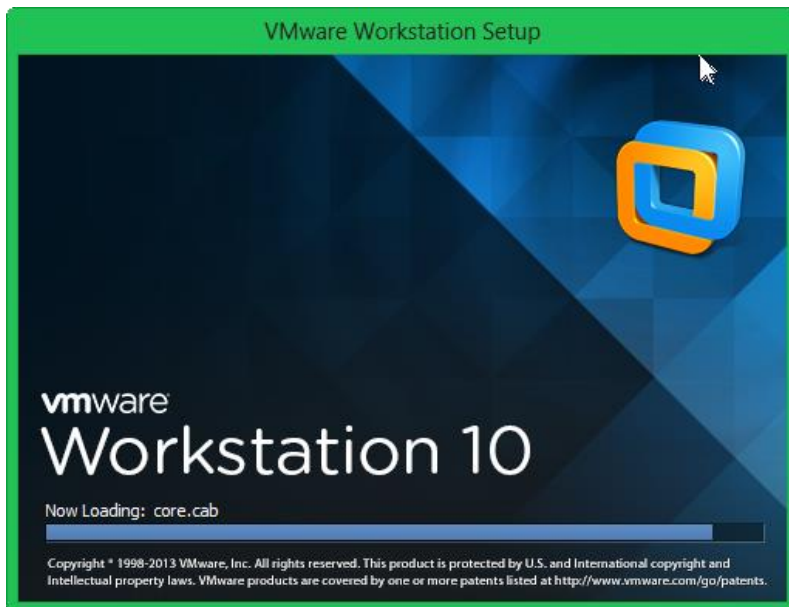 VMware Workstation Setup
vmware
Workstation 10
Now Loading: core.cab
Copyright © 1998-2013 VMware, Inc. All rights reserved. This product is protected by U.S. and International copyright and
Intellectual property laws. VMware products are covered by one or more patents listed at http://www.vmware.com/go/patents.